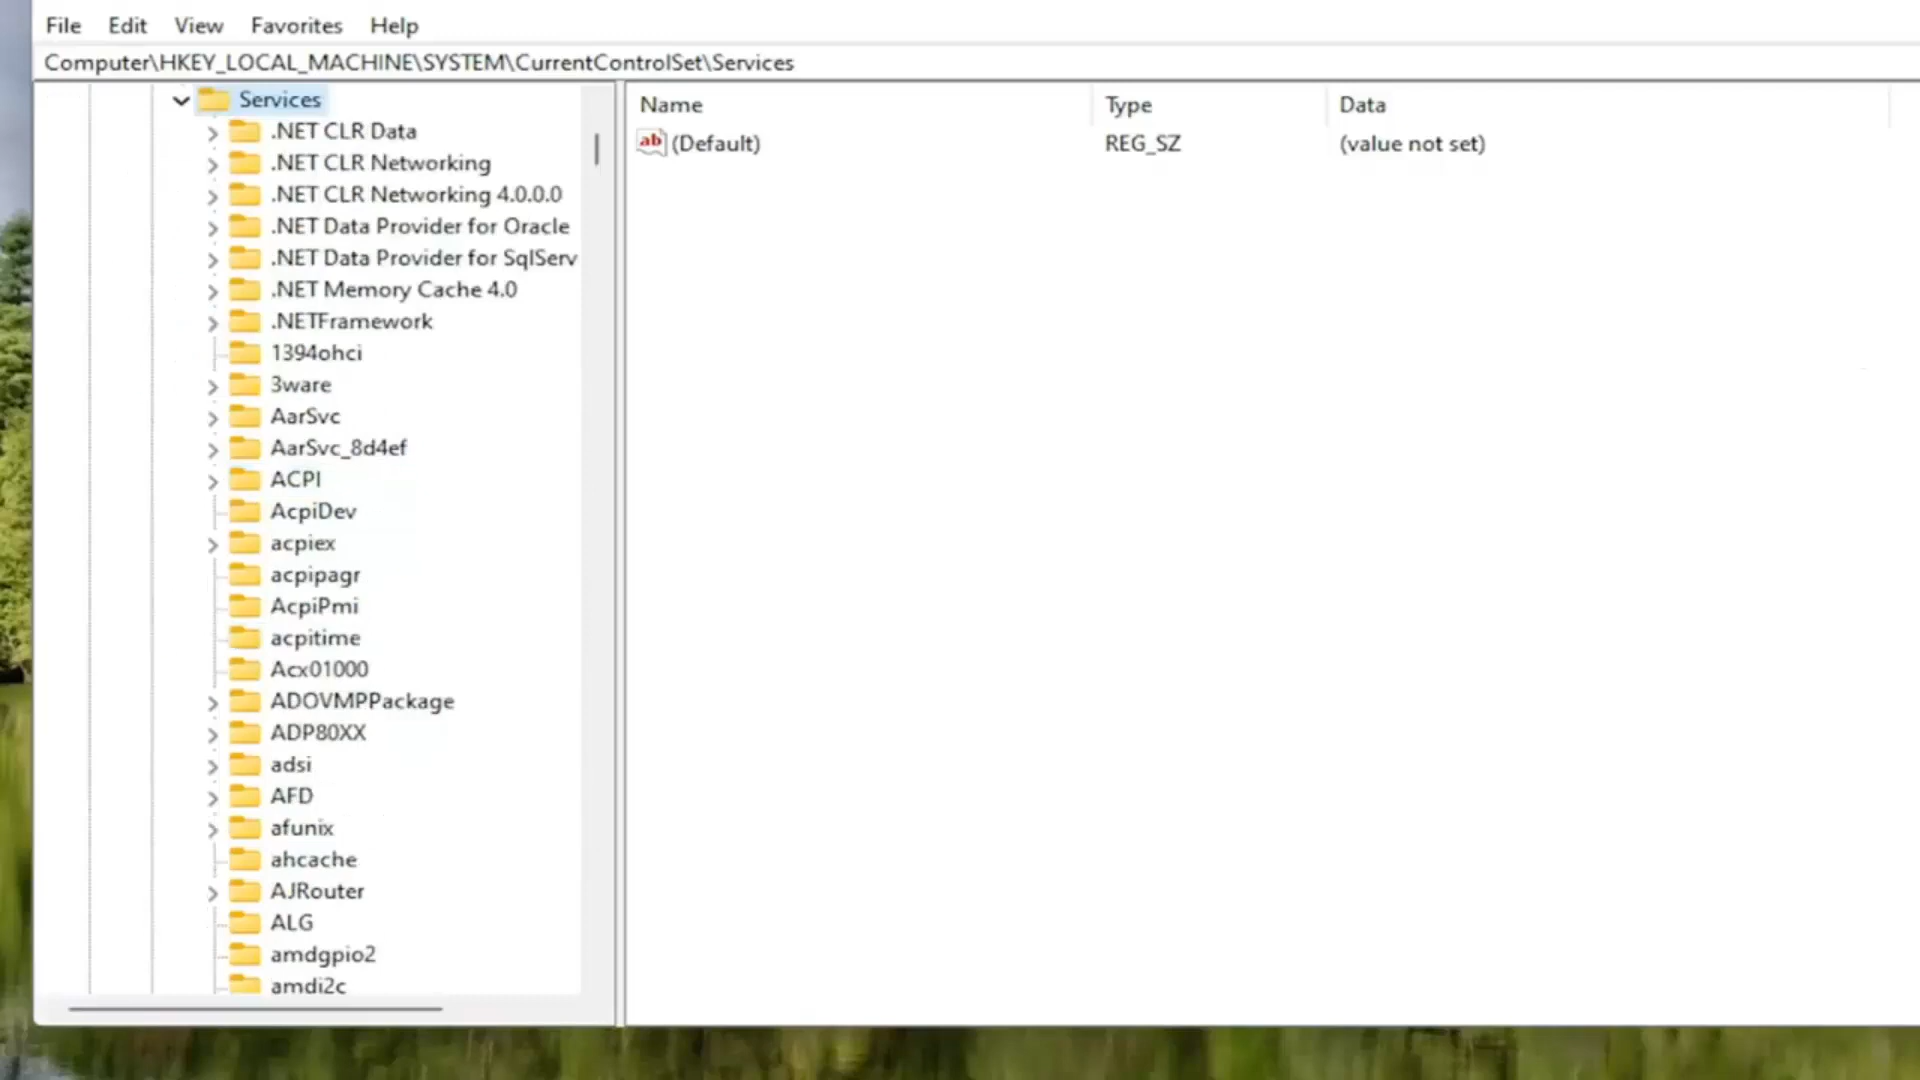 File Edit View Favorites Help
Computer\HKEY_LOCAL_MACHINE\SYSTEM\CurrentControlSet\Services
Services
.NET CLR Data
.NET CLR Networking
.NET CLR Networking 4.0.0.0
.NET Data Provider for Oracle
.NET Data Provider for SqlServ
.NET Memory Cache 4.0
.NETFramework
1394ohci
3ware
AarSvc
AarSvc_8d4ef
ACPI
AcpiDev
acpiex
acpipagr
AcpiPmi
acpitime
Acx01000
ADOVMPPackage
ADP80XX
adsi
AFD
afunix
ahcache
AJRouter
ALG
amdgpio2
amdi2c
Name Type Data
ab (Default) REG_SZ (value not set)